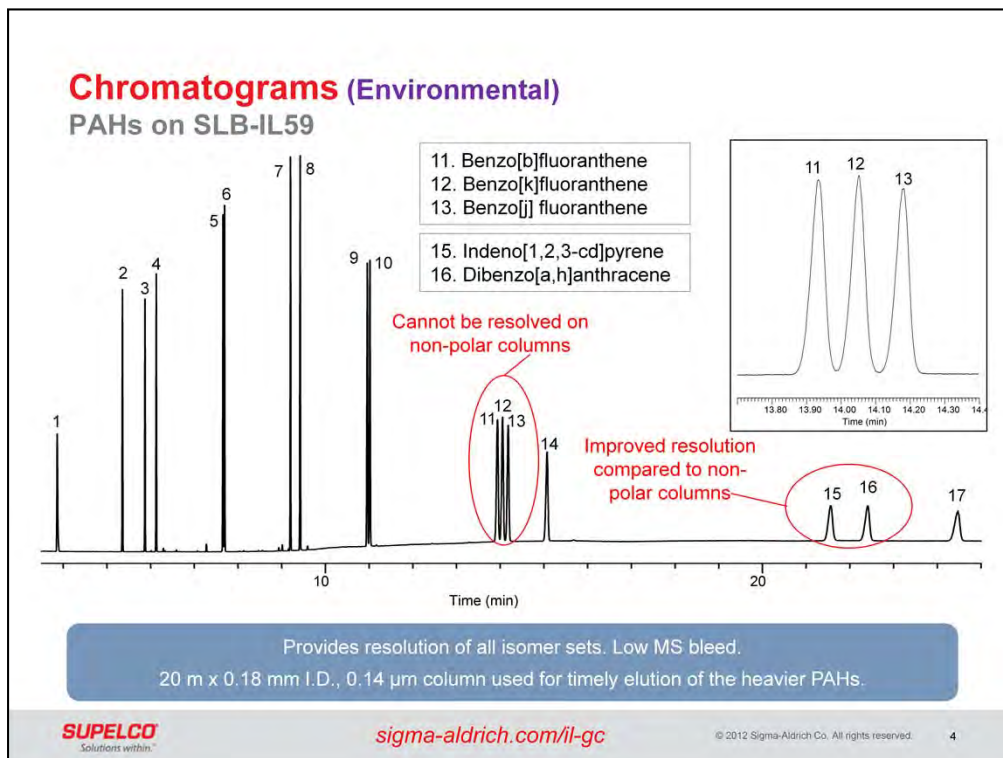 Chromatograms (Environmental)
PAHs on SLB-IL59
1
2
3
4
5
6
7
8
9
10
11
12
13
14
15
16
17
11. Benzo[b]fluoranthene
12. Benzo[k]fluoranthene
13. Benzo[j] fluoranthene
15. Indeno[1,2,3-cd]pyrene
16. Dibenzo[a,h]anthracene
Cannot be resolved on
non-polar columns
Improved resolution
compared to non-
polar columns
11
12
13
13.80 13.90 14.00 14.10 14.20 14.30 14.4
Time (min)
10
20
Time (min)
Provides resolution of all isomer sets. Low MS bleed.
20 m x 0.18 mm I.D., 0.14 µm column used for timely elution of the heavier PAHs.
SUPELCO
Solutions within.™
sigma-aldrich.com/il-gc
© 2012 Sigma-Aldrich Co. All rights reserved.
4